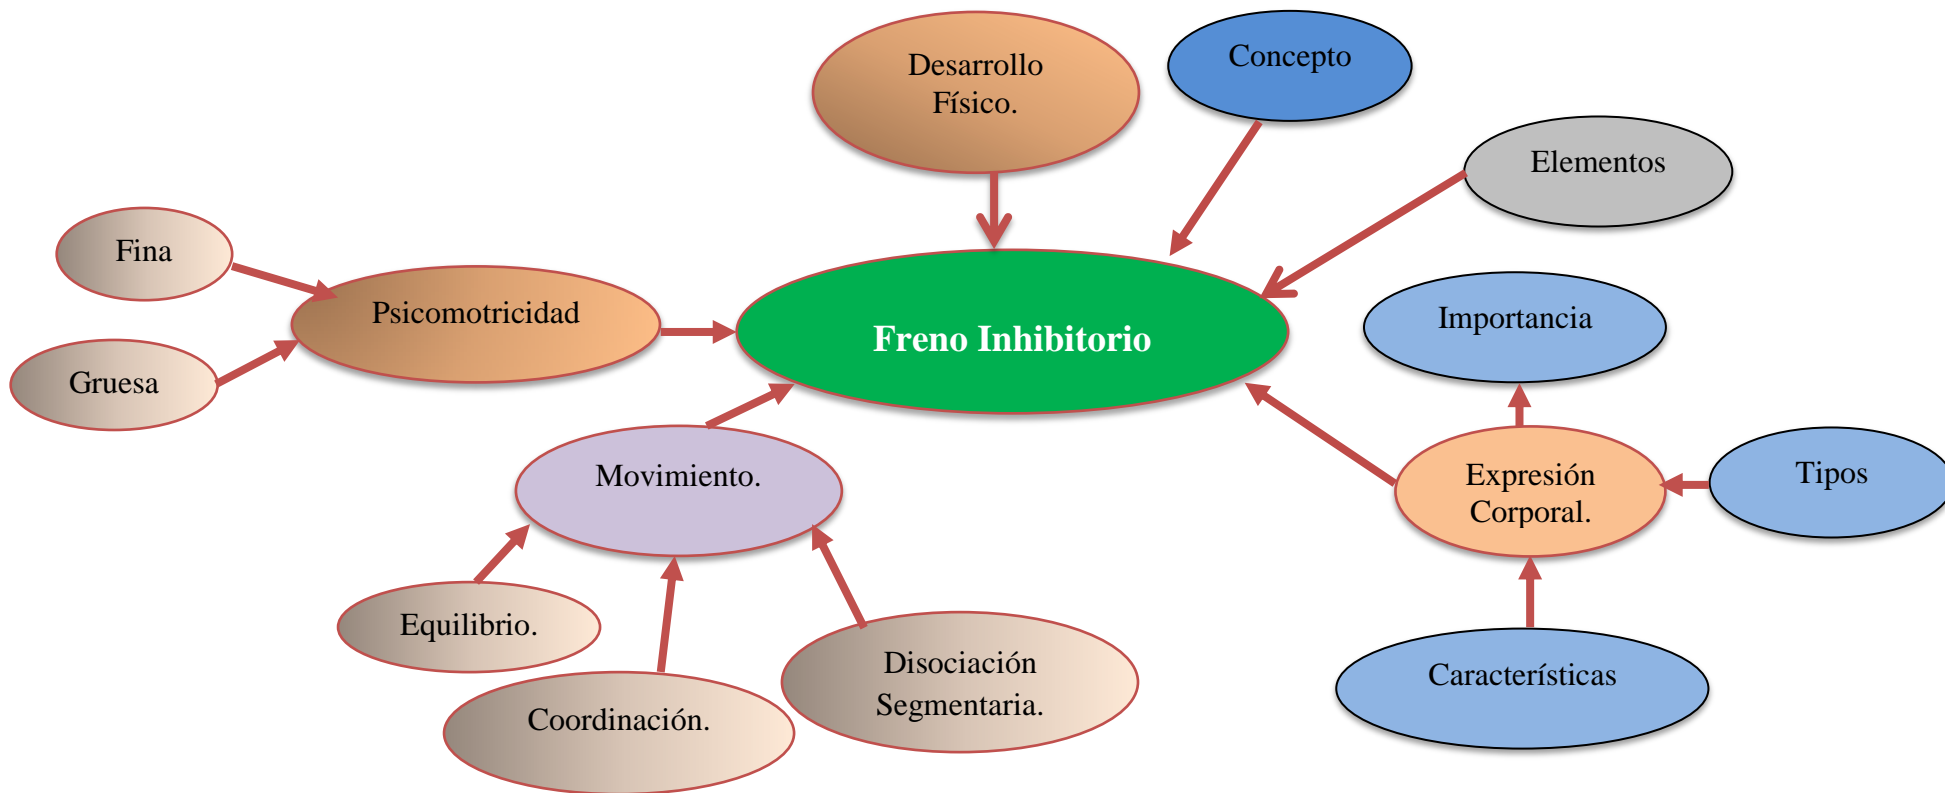 Desarrollo
Físico.
Concepto
Elementos
Fina
Psicomotricidad
Gruesa
Freno Inhibitorio
Importancia
Movimiento.
Expresión
Corporal.
Tipos
Equilibrio.
Coordinación.
Disociación
Segmentaria.
Características